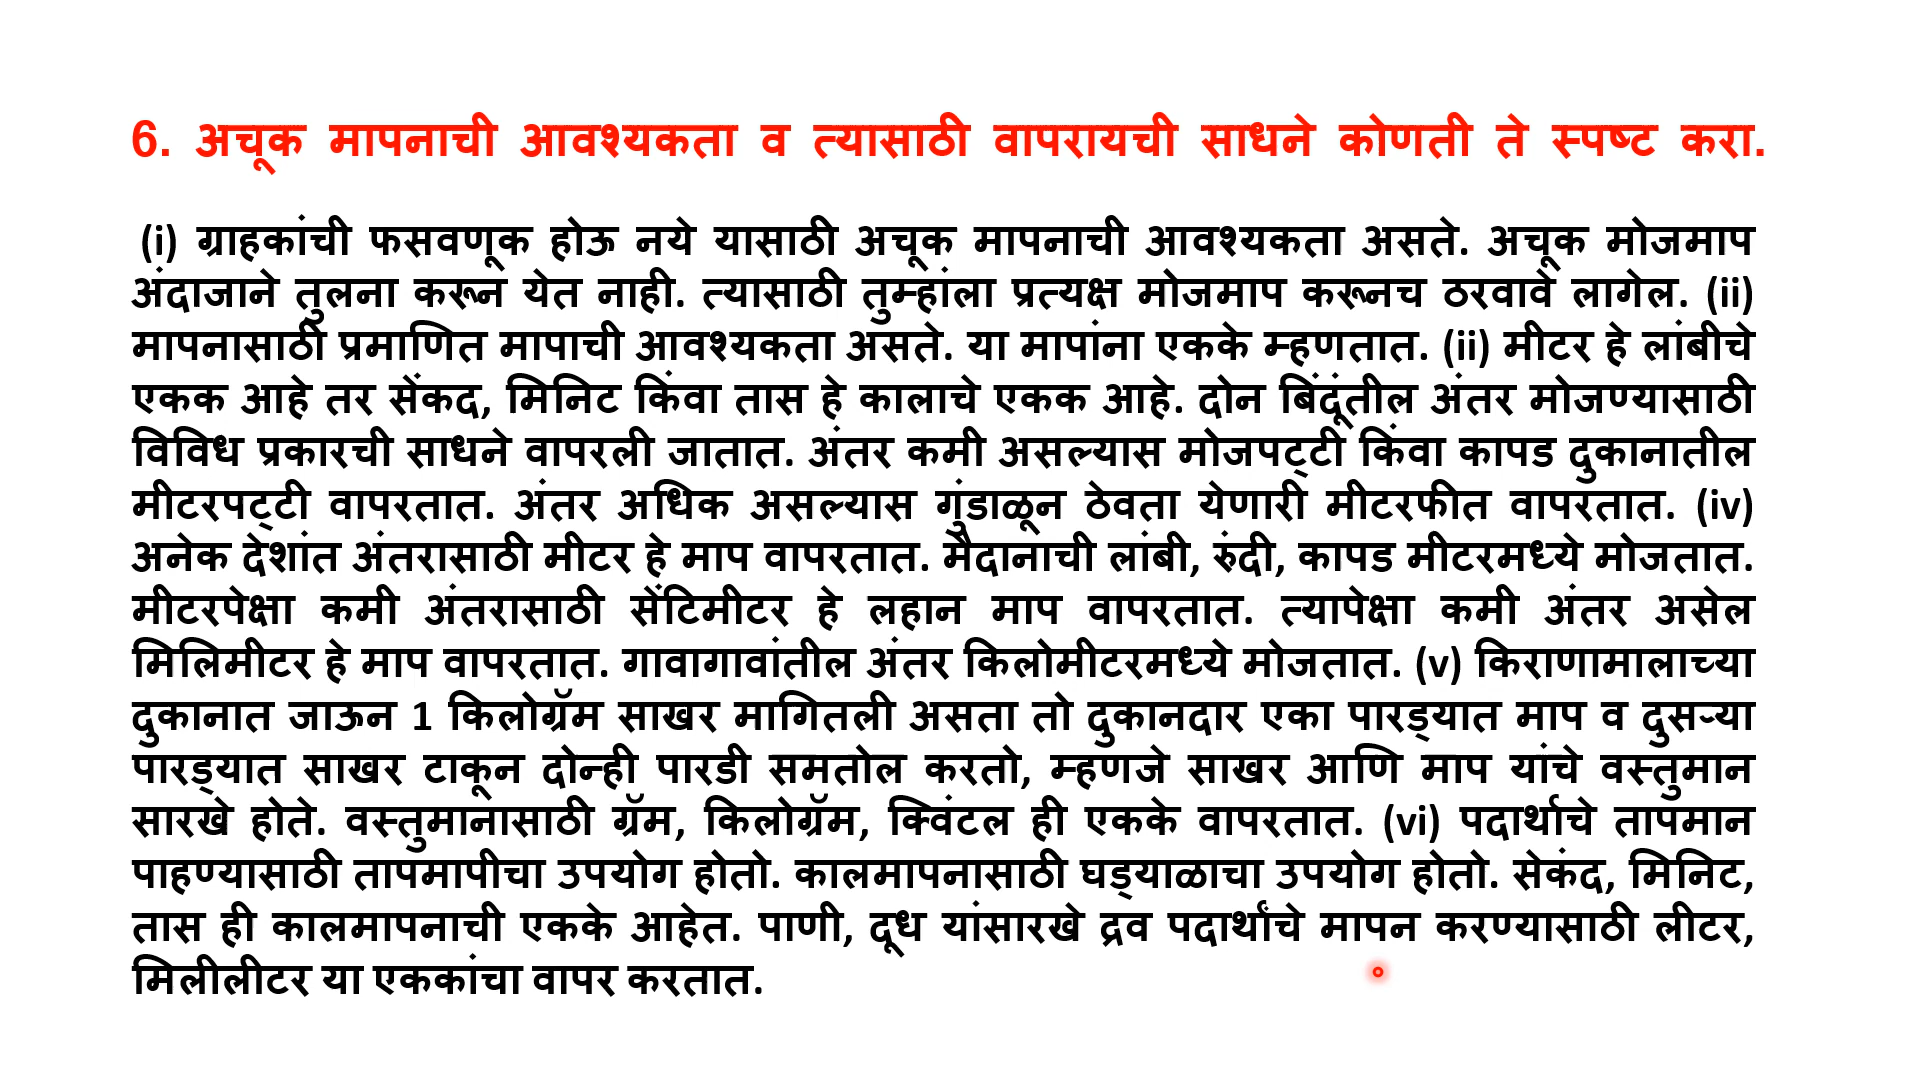 6. अचूक मापनाची आवश्यकता व त्यासाठी वापरायची साधने कोणती ते स्पष्ट करा.
(i) ग्राहकांची फसवणूक होऊ नये यासाठी अचूक मापनाची आवश्यकता असते. अचूक मोजमाप
अंदाजाने तुलना करून येत नाही. त्यासाठी तुम्हांला प्रत्यक्ष मोजमाप करूनच ठरवावे लागेल. (ii)
मापनासाठी प्रमाणित मापाची आवश्यकता असते. या मापांना एकके म्हणतात. (ii) मीटर हे लांबीचे
एकक आहे तर सेंकद, मिनिट किंवा तास हे कालाचे एकक आहे. दोन बिंदूंतील अंतर मोजण्यासाठी
विविध प्रकारची साधने वापरली जातात. अंतर कमी असल्यास मोजपट्टी किंवा कापड दुकानातील
मीटरपट्टी वापरतात. अंतर अधिक असल्यास गुंडाळून ठेवता येणारी मीटरफीत वापरतात. (iv)
अनेक देशांत अंतरासाठी मीटर हे माप वापरतात. मैदानाची लांबी, रुंदी, कापड मीटरमध्ये मोजतात.
मीटरपेक्षा कमी अंतरासाठी सेंटिमीटर हे लहान माप वापरतात. त्यापेक्षा कमी अंतर असेल
मिलिमीटर हे माप वापरतात. गावागावांतील अंतर किलोमीटरमध्ये मोजतात. (v) किराणामालाच्या
दुकानात जाऊन 1 किलोग्रॅम साखर मागितली असता तो दुकानदार एका पारड्यात माप व दुसऱ्या
पारड्यात साखर टाकून दोन्ही पारडी समतोल करतो, म्हणजे साखर आणि माप यांचे वस्तुमान
सारखे होते. वस्तुमानासाठी ग्रॅम, किलोग्रॅम, क्विंटल ही एकके वापरतात. (vi) पदार्थाचे तापमान
पाहण्यासाठी तापमापीचा उपयोग होतो. कालमापनासाठी घड्याळाचा उपयोग होतो. सेकंद, मिनिट,
तास ही कालमापनाची एकके आहेत. पाणी, दूध यांसारखे द्रव पदार्थांचे मापन करण्यासाठी लीटर,
मिलीलीटर या एककांचा वापर करतात.